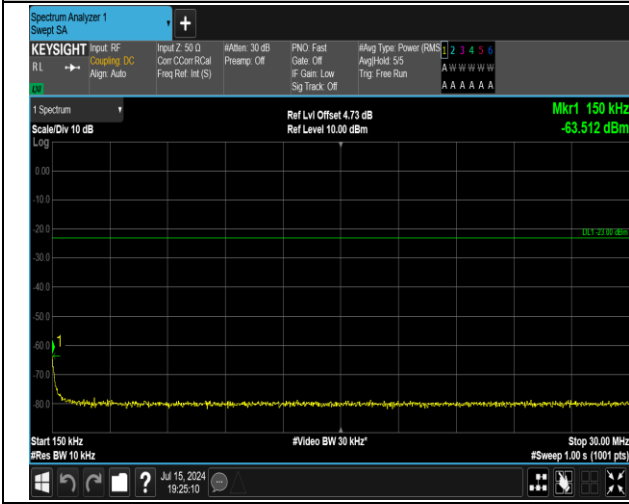 Spectrum Analyzer 1
Swept SA
+
KEYSIGHT Input: RF Input Z: 50 Ω #Atten: 30 dB PNO: Fast #Avg Type: Power (RMS 1 2 3 4 5 6
RL Coupling: DC Corr CCorr RCal Preamp: Off Gate: Off Avg|Hold: 5/5 A W W W W W
Align: Auto Freq Ref: Int (S) IF Gain: Low Trig: Free Run
Sig Track: Off A A A A A A
LXI
1 Spectrum Ref Lvl Offset 4.73 dB Mkr1 150 kHz
Scale/Div 10 dB Ref Level 10.00 dBm -63.512 dBm
Log
0.00
-10.0
-20.0
DL1 -23.00 dBm
-30.0
-40.0
-50.0
-60.0
1
-70.0
-80.0
Start 150 kHz #Video BW 30 kHz* Stop 30.00 MHz
#Res BW 10 kHz #Sweep 1.00 s (1001 pts)
? Jul 15, 2024
19:25:10